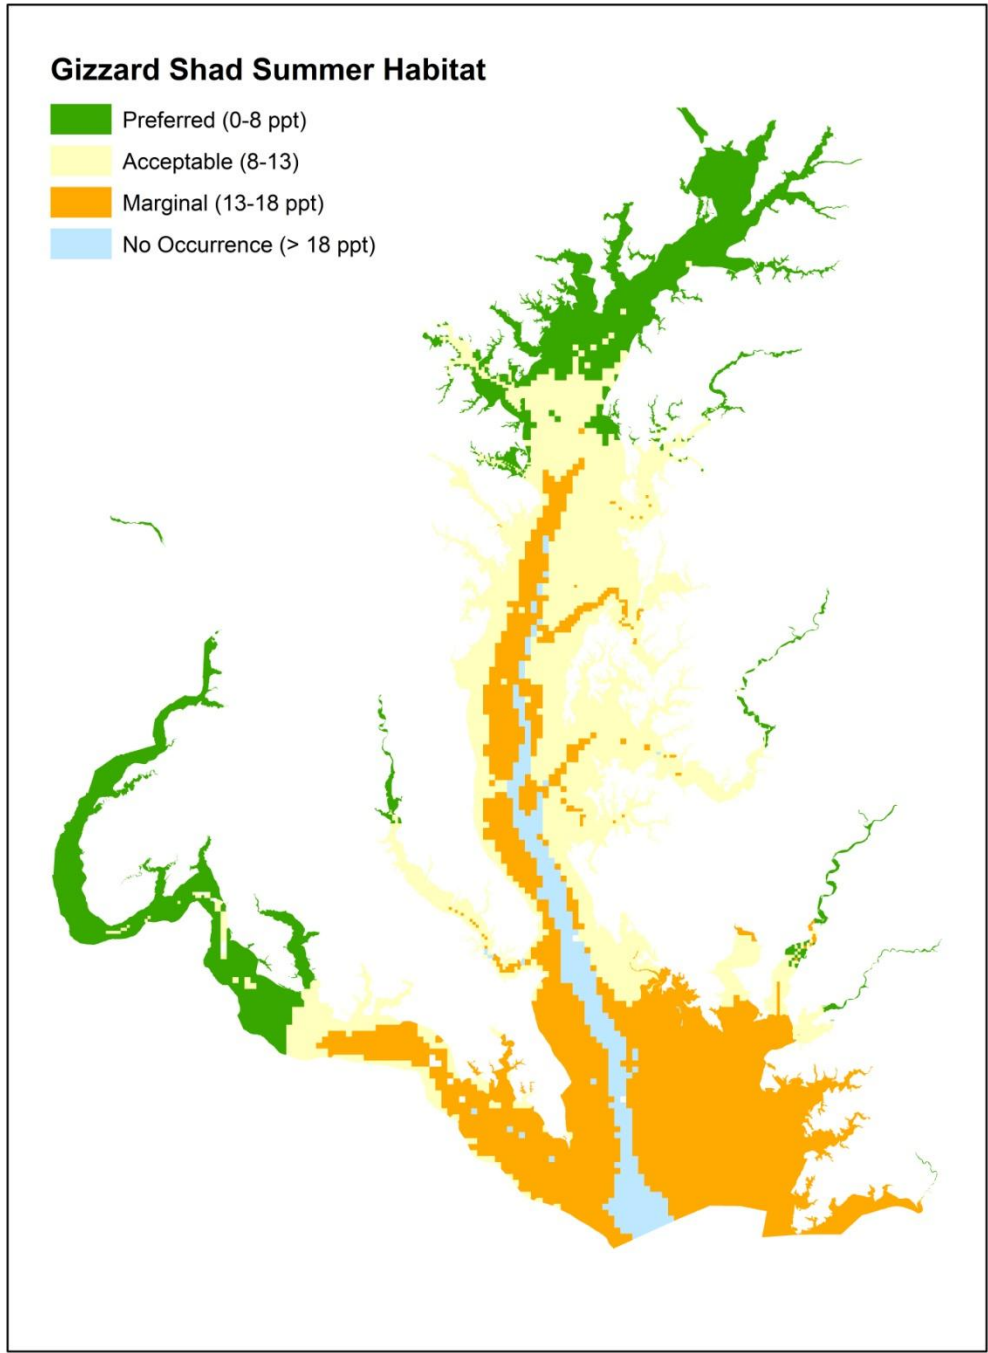 Gizzard Shad Summer Habitat
Preferred (0-8 ppt)
Acceptable (8-13)
Marginal (13-18 ppt)
No Occurrence (> 18 ppt)